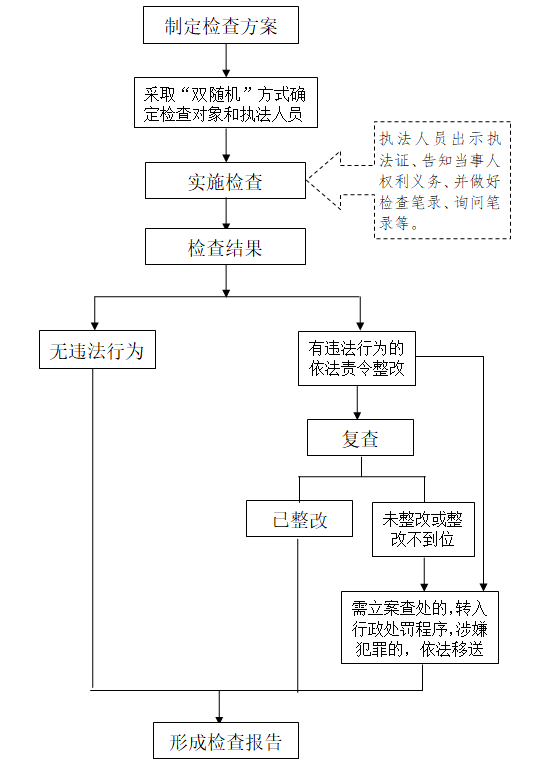 制定检查方案
采取“双随机”方式确
定检查对象和执法人员
执法人员出示执
法证、告知当事人
权利义务、并做好
检查笔录、询问笔
录等。
实施检查
检查结果
无违法行为
有违法行为的
依法责令整改
复查
已整改
未整改或整
改不到位
需立案查处的，转入
行政处罚程序，涉嫌
犯罪的，依法移送
形成检查报告